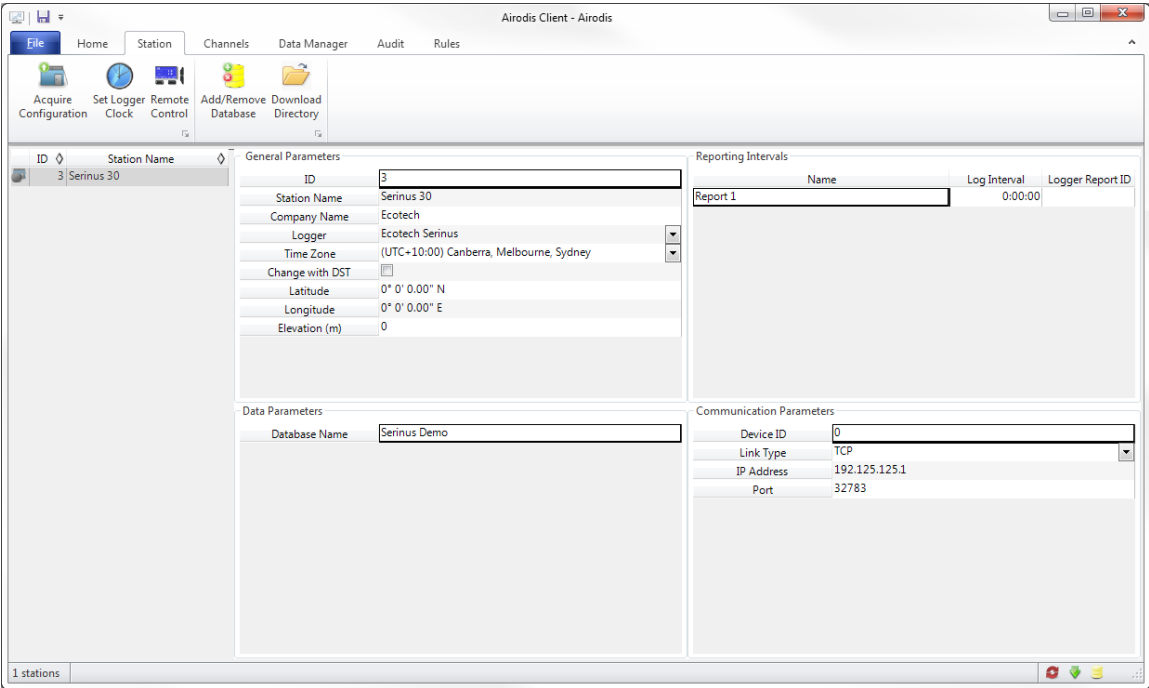 Airodis Client - Airodis
File Home Station Channels Data Manager Audit Rules
Acquire Configuration
Set Logger Clock
Remote Control
Add/Remove Database
Download Directory
ID Station Name
3 Serinus 30
General Parameters
ID 3
Station Name Serinus 30
Company Name Ecotech
Logger Ecotech Serinus
Time Zone (UTC+10:00) Canberra, Melbourne, Sydney
Change with DST
Latitude 0° 0' 0.00" N
Longitude 0° 0' 0.00" E
Elevation (m) 0
Reporting Intervals
Name Log Interval Logger Report ID
Report 1 0:00:00
Data Parameters
Database Name Serinus Demo
Communication Parameters
Device ID 0
Link Type TCP
IP Address 192.125.125.1
Port 32783
1 stations